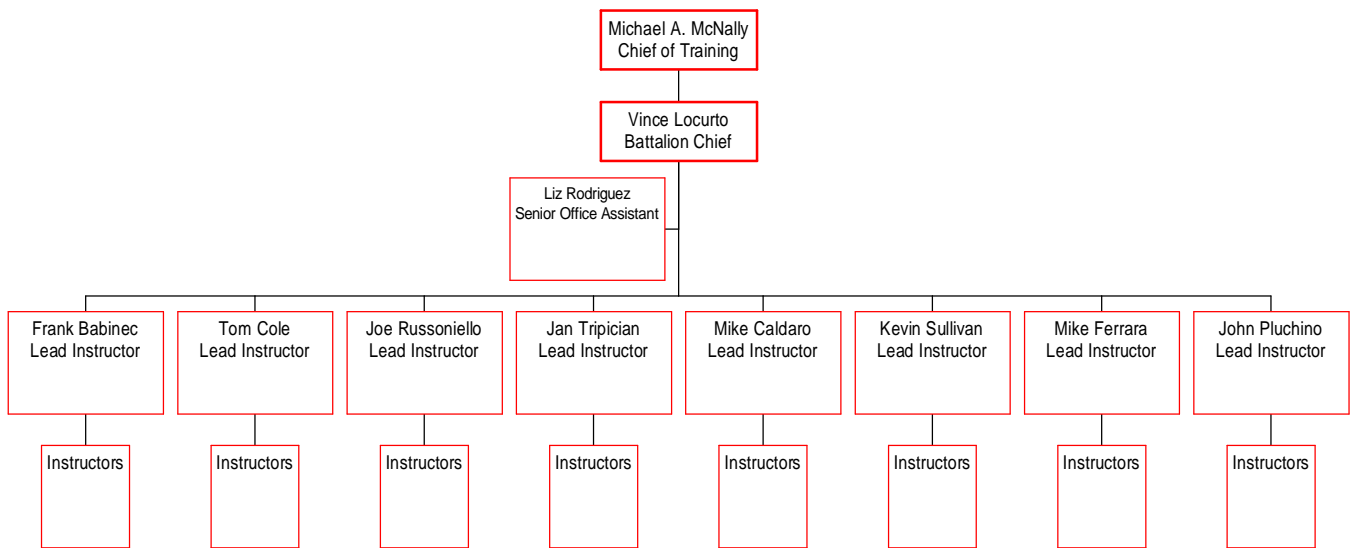 Michael A. McNally
Chief of Training
Vince Locurto
Battalion Chief
Liz Rodriguez
Senior Office Assistant
Frank Babinec
Lead Instructor
Tom Cole
Lead Instructor
Joe Russoniello
Lead Instructor
Jan Tripician
Lead Instructor
Mike Caldaro
Lead Instructor
Kevin Sullivan
Lead Instructor
Mike Ferrara
Lead Instructor
John Pluchino
Lead Instructor
Instructors
Instructors
Instructors
Instructors
Instructors
Instructors
Instructors
Instructors